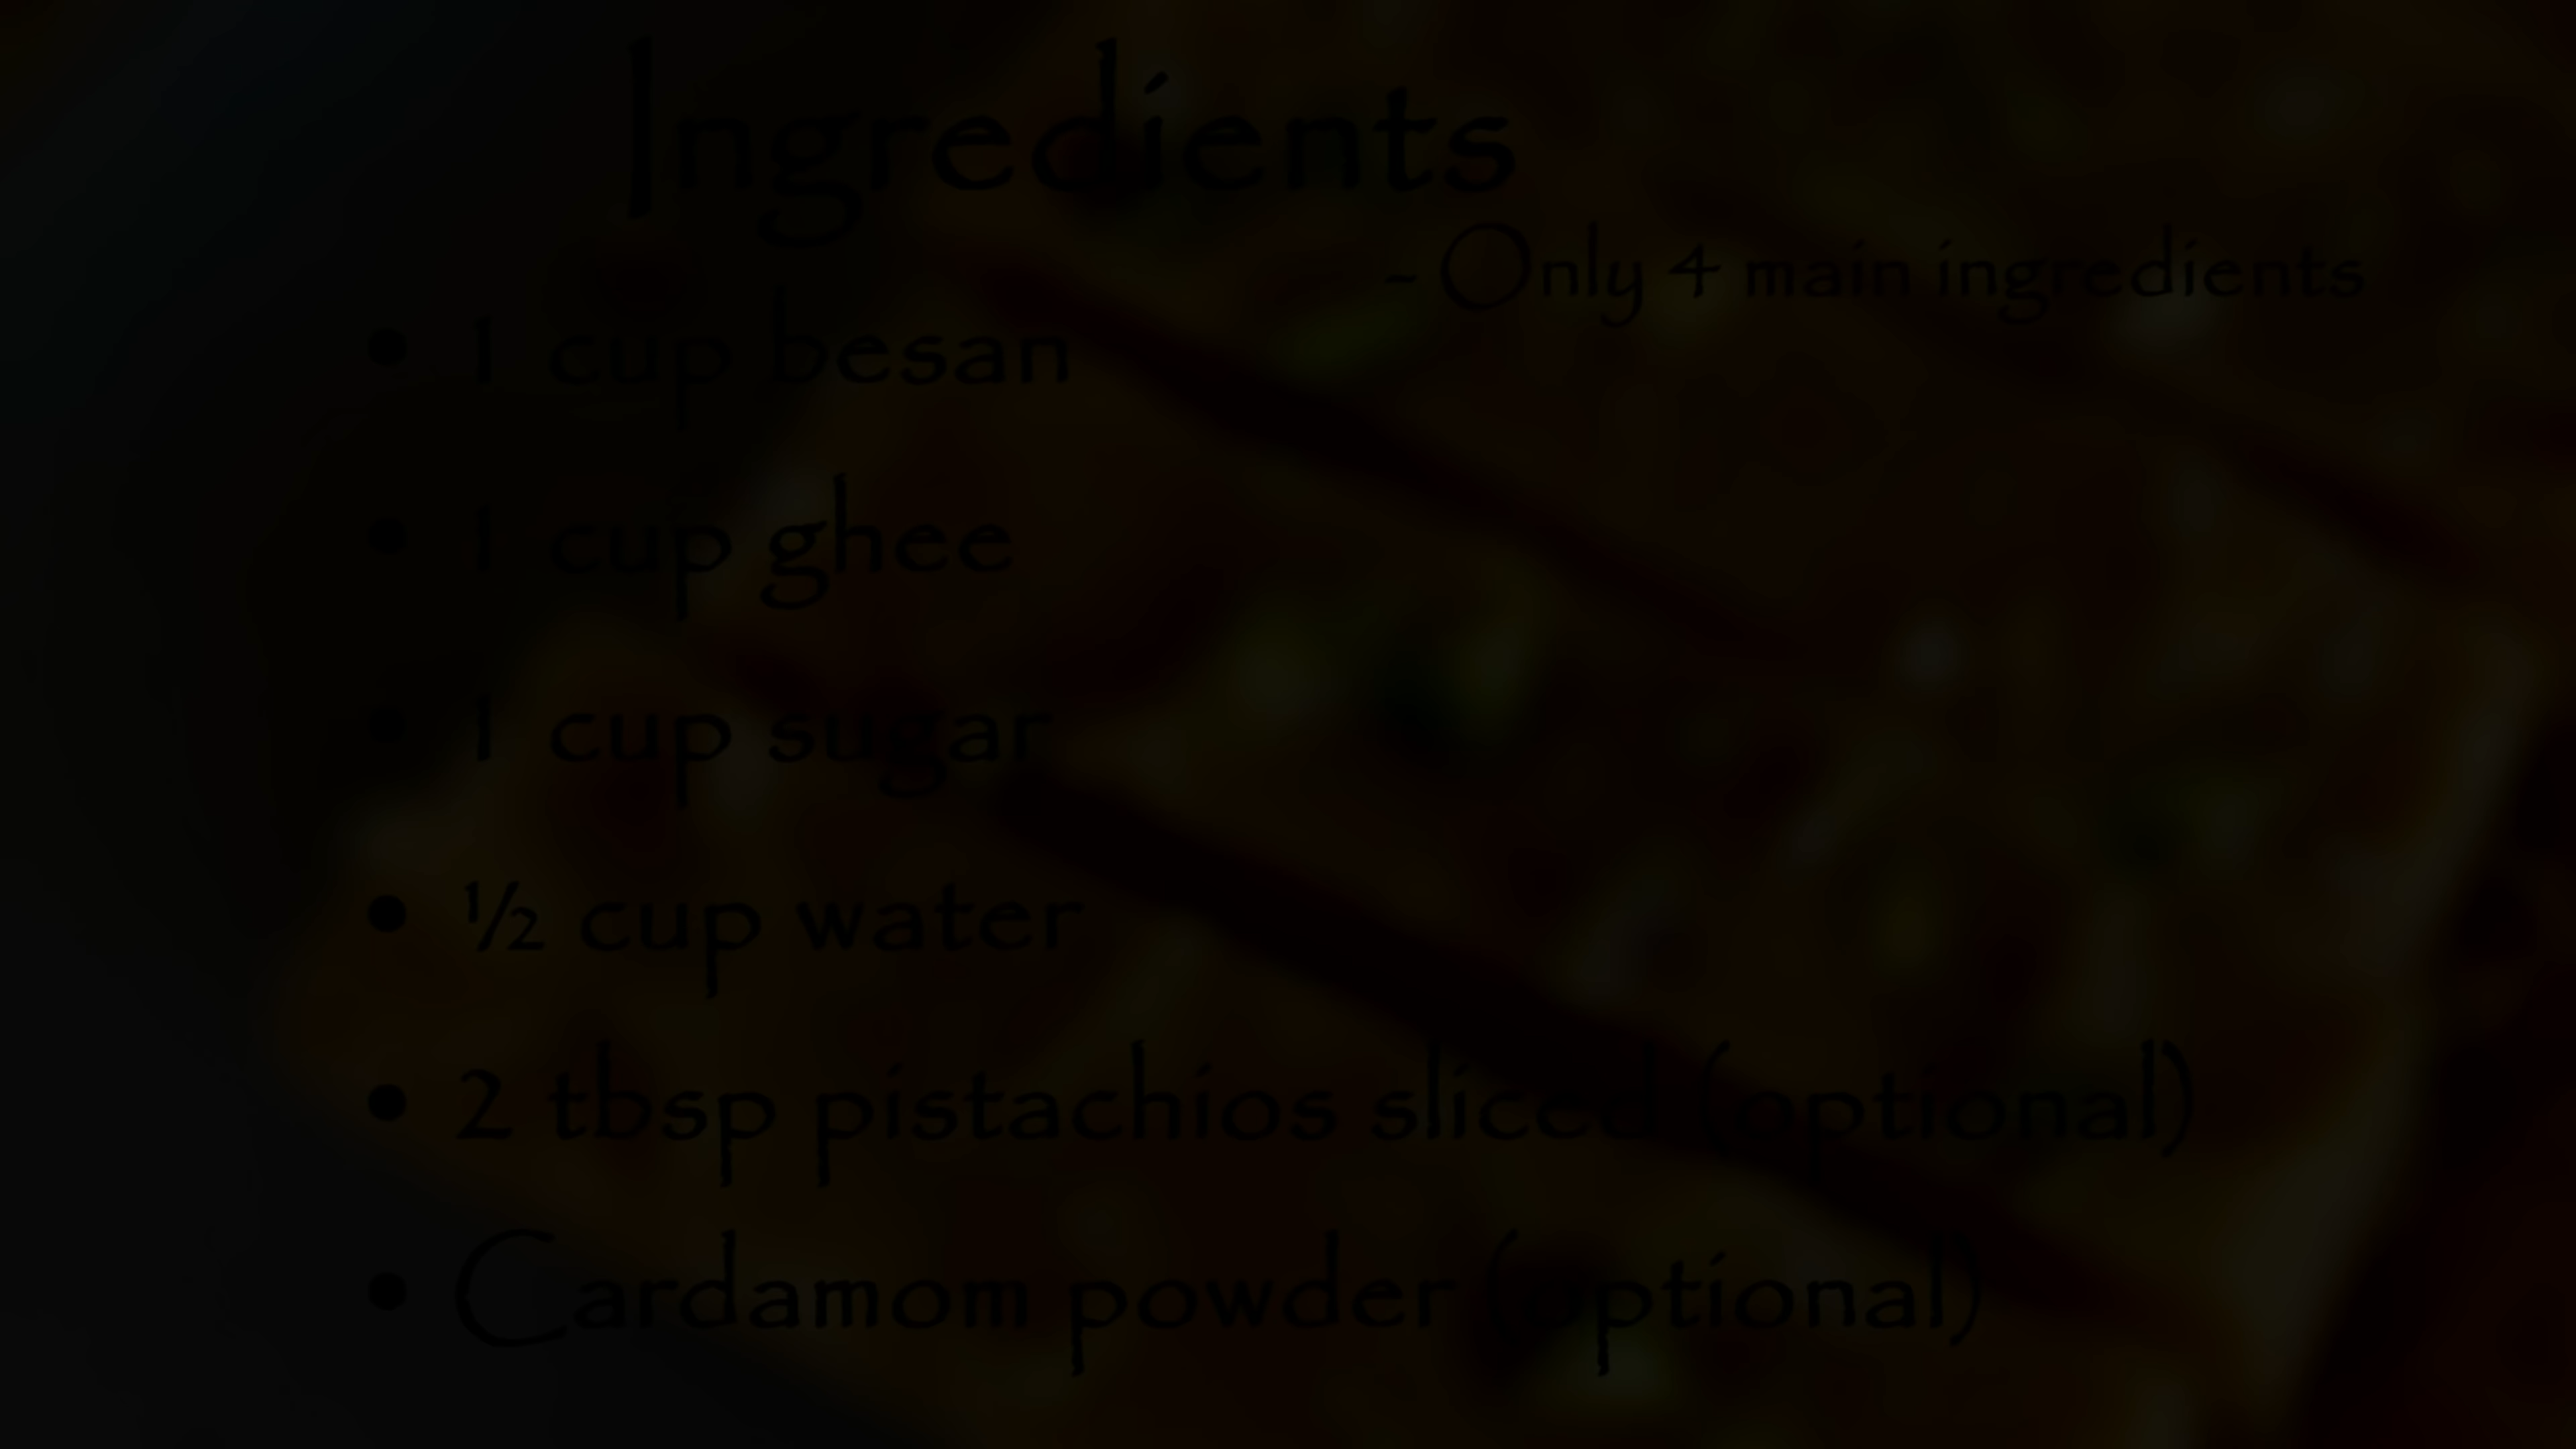 Ingredients
- Only 4 main ingredients
• 1 cup besan
• 1 cup ghee
• 1 cup sugar
• ½ cup water
• 2 tbsp pistachios sliced (optional)
• Cardamom powder (optional)